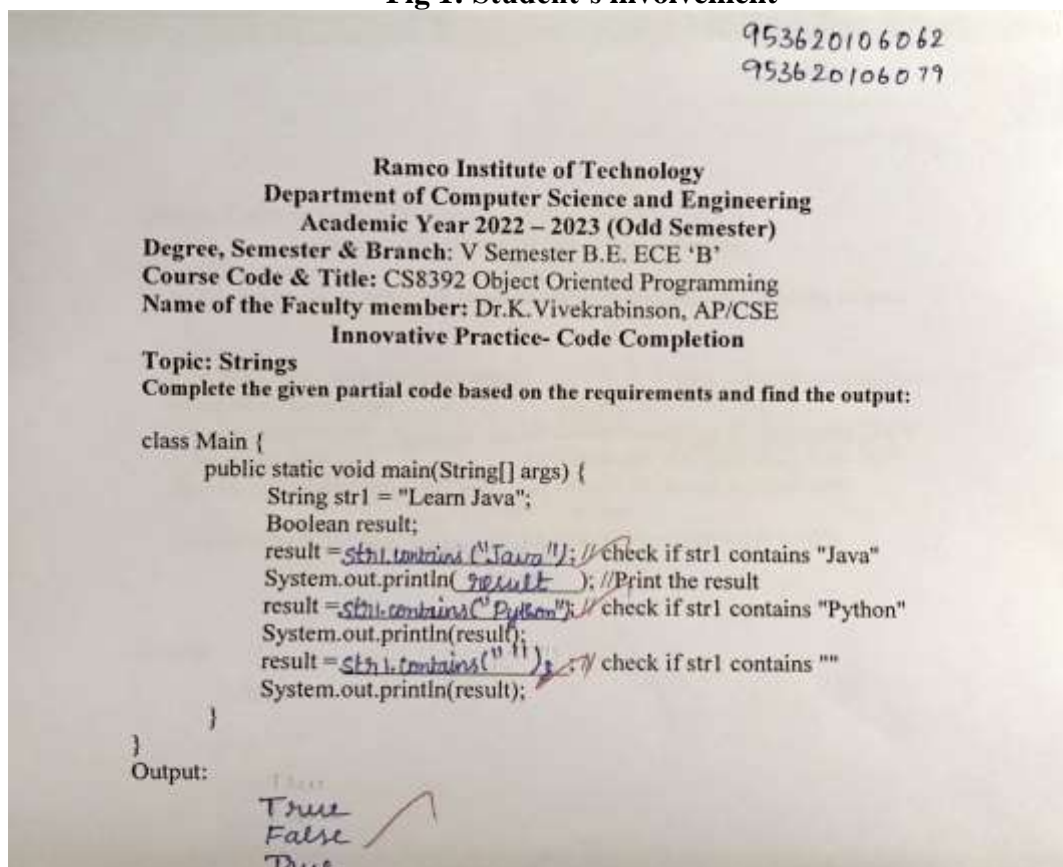 Fig 1: Student's involvement
953620106062
953620106079
Ramco Institute of Technology
Department of Computer Science and Engineering
Academic Year 2022 – 2023 (Odd Semester)
Degree, Semester & Branch: V Semester B.E. ECE 'B'
Course Code & Title: CS8392 Object Oriented Programming
Name of the Faculty member: Dr.K.Vivekrabinson, AP/CSE
Innovative Practice- Code Completion
Topic: Strings
Complete the given partial code based on the requirements and find the output:
class Main {
public static void main(String[] args) {
String str1 = "Learn Java";
Boolean result;
result = str1.contains ("Java"); // check if str1 contains "Java"
System.out.println( result ); //Print the result
result = str1.contains("Python"); // check if str1 contains "Python"
System.out.println(result);
result = str1.contains(" "); ; // check if str1 contains ""
System.out.println(result);
}
}
Output:
True
False
True